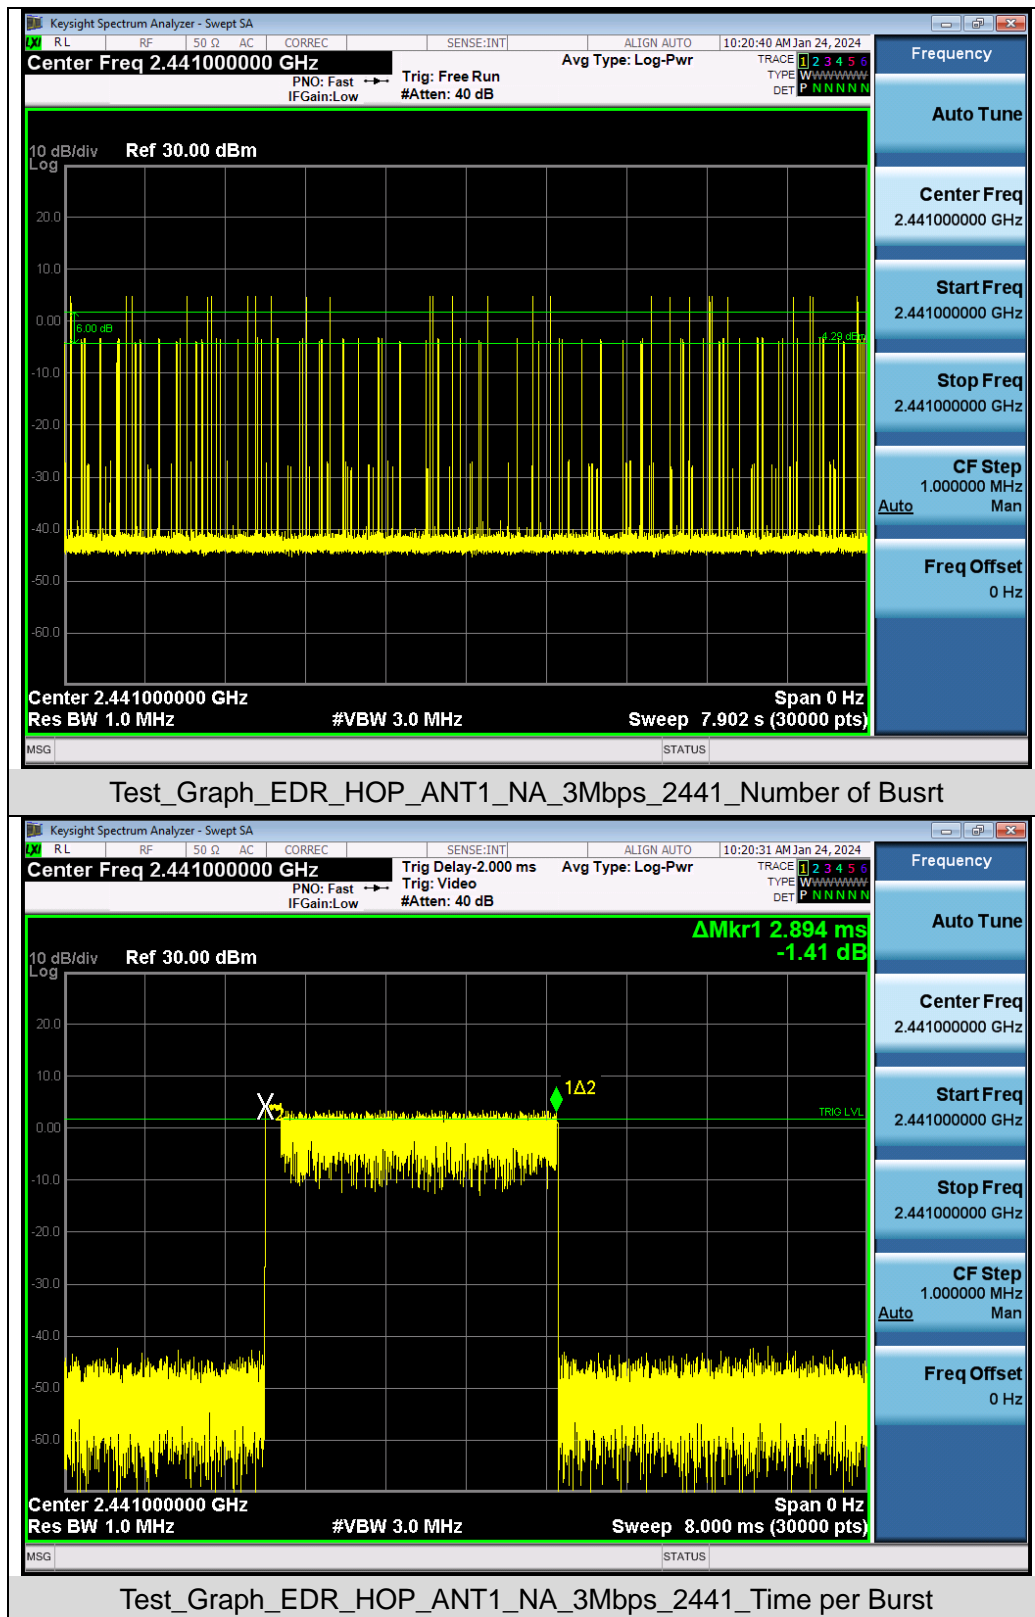 Keysight Spectrum Analyzer - Swept SA
LXI RL RF 50 Ω AC CORREC SENSE:INT ALIGN AUTO 10:20:40 AM Jan 24, 2024
Center Freq 2.441000000 GHz
PNO: Fast
IFGain:Low
Trig: Free Run
#Atten: 40 dB
Avg Type: Log-Pwr
TRACE 1 2 3 4 5 6
TYPE W W W W W W
DET P N N N N N
10 dB/div
Log
Ref 30.00 dBm
20.0
10.0
0.00
-10.0
-20.0
-30.0
-40.0
-50.0
-60.0
6.00 dB
-4.29 dBm
Center 2.441000000 GHz
Span 0 Hz
Res BW 1.0 MHz
#VBW 3.0 MHz
Sweep 7.902 s (30000 pts)
MSG
STATUS
Frequency
Auto Tune
Center Freq
2.441000000 GHz
Start Freq
2.441000000 GHz
Stop Freq
2.441000000 GHz
CF Step
1.000000 MHz
Auto Man
Freq Offset
0 Hz
Test_Graph_EDR_HOP_ANT1_NA_3Mbps_2441_Number of Busrt
Keysight Spectrum Analyzer - Swept SA
LXI RL RF 50 Ω AC CORREC SENSE:INT ALIGN AUTO 10:20:31 AM Jan 24, 2024
Center Freq 2.441000000 GHz
PNO: Fast
IFGain:Low
Trig Delay-2.000 ms
Trig: Video
#Atten: 40 dB
Avg Type: Log-Pwr
TRACE 1 2 3 4 5 6
TYPE W W W W W W
DET P N N N N N
ΔMkr1 2.894 ms
-1.41 dB
10 dB/div
Log
Ref 30.00 dBm
20.0
10.0
0.00
-10.0
-20.0
-30.0
-40.0
-50.0
-60.0
X2
1Δ2
TRIG LVL
Center 2.441000000 GHz
Span 0 Hz
Res BW 1.0 MHz
#VBW 3.0 MHz
Sweep 8.000 ms (30000 pts)
MSG
STATUS
Frequency
Auto Tune
Center Freq
2.441000000 GHz
Start Freq
2.441000000 GHz
Stop Freq
2.441000000 GHz
CF Step
1.000000 MHz
Auto Man
Freq Offset
0 Hz
Test_Graph_EDR_HOP_ANT1_NA_3Mbps_2441_Time per Burst